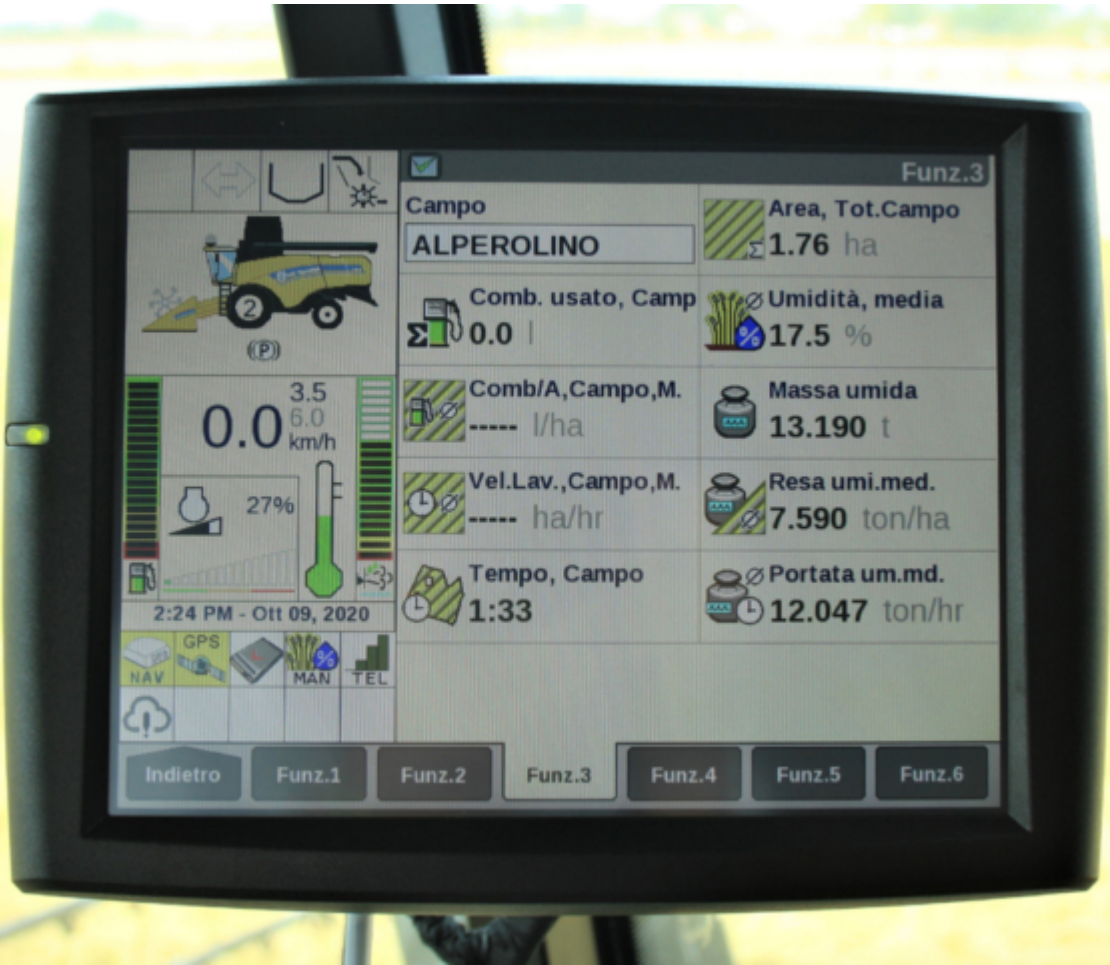 Funz.3
Campo
ALPEROLINO
Area, Tot.Campo
1.76 ha
Comb. usato, Camp
0.0 l
Umidità, media
17.5 %
Comb/A,Campo,M.
----- l/ha
Massa umida
13.190 t
Vel.Lav.,Campo,M.
----- ha/hr
Resa umi.med.
7.590 ton/ha
Tempo, Campo
1:33
Portata um.md.
12.047 ton/hr
2
(P)
0.0
3.5
6.0
km/h
27%
2:24 PM - Ott 09, 2020
NAV
GPS
MAN
TEL
Indietro
Funz.1
Funz.2
Funz.3
Funz.4
Funz.5
Funz.6